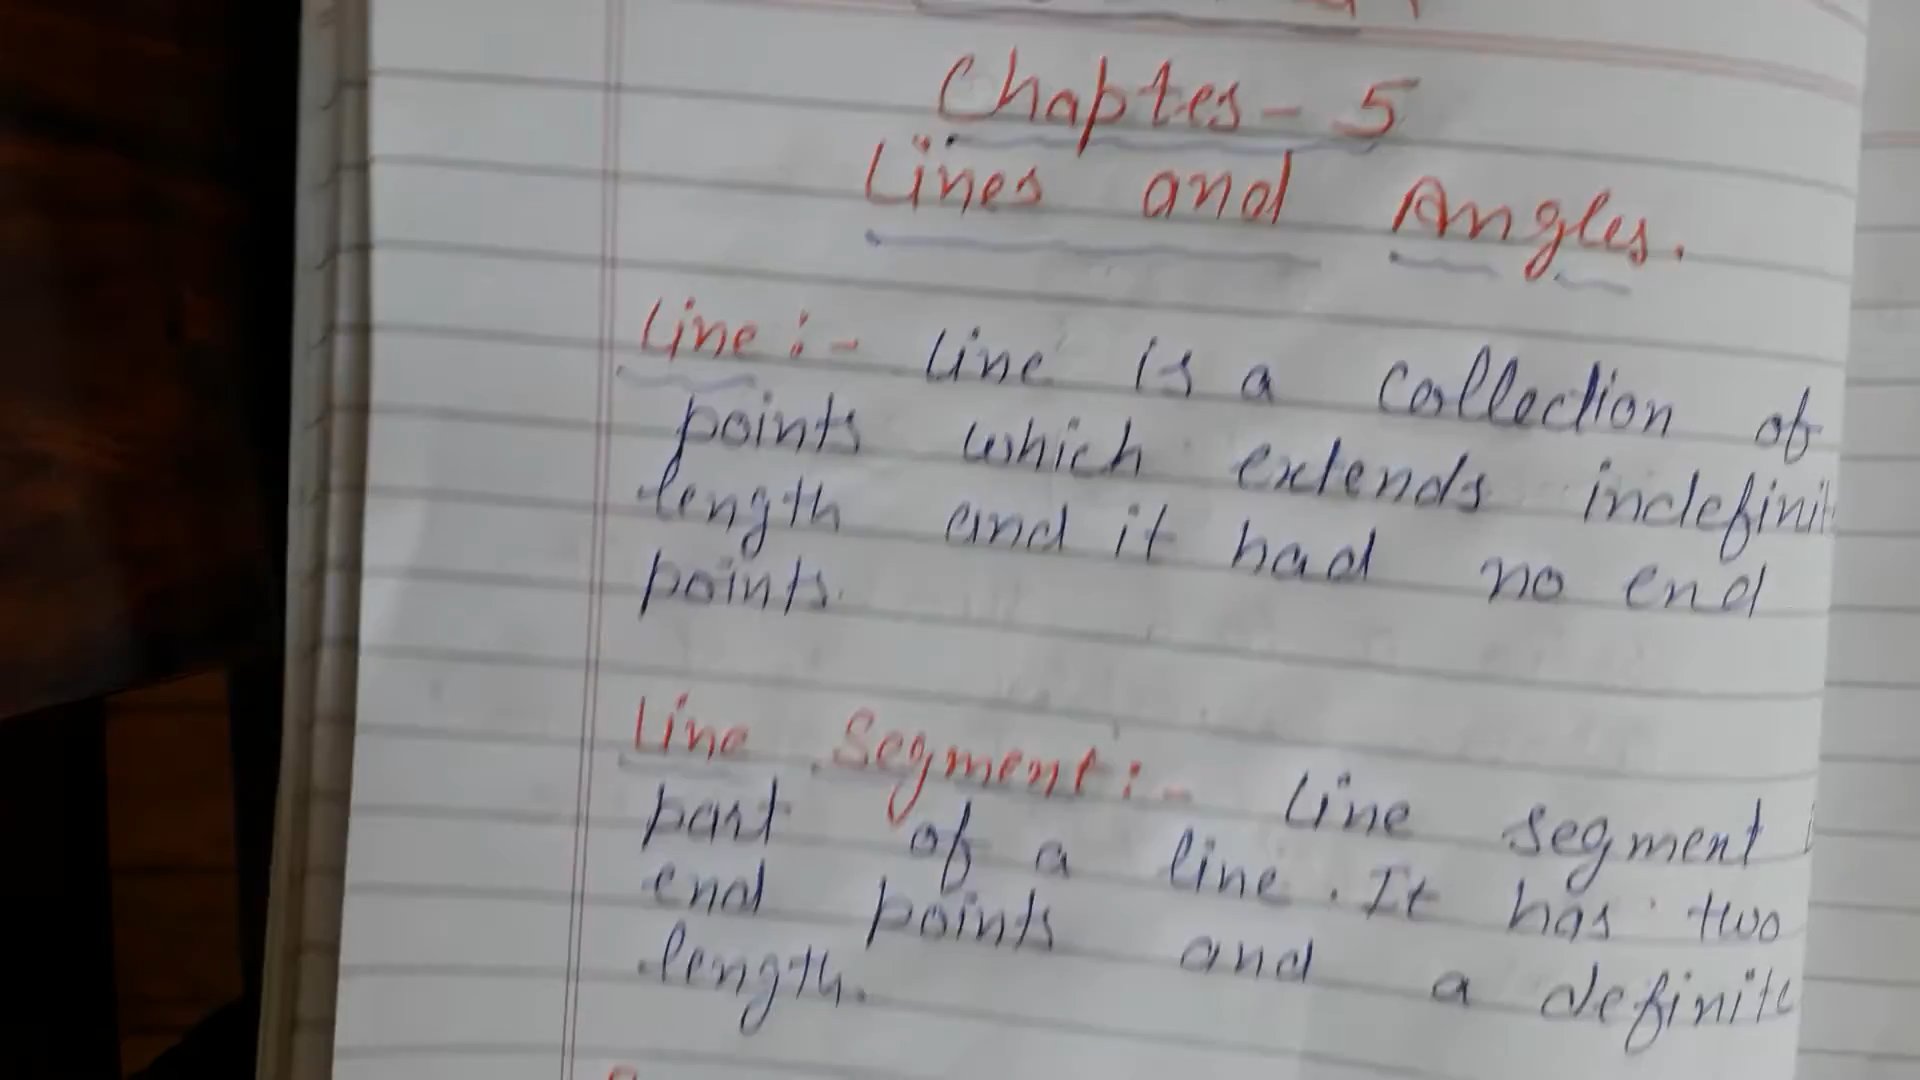 Chapter - 5
Lines and Angles.
Line :- Line is a collection of
points which extends indefinit
length and it had no end
points.
Line Segment :- Line segment
part of a line. It has two
end points and a definite
length.